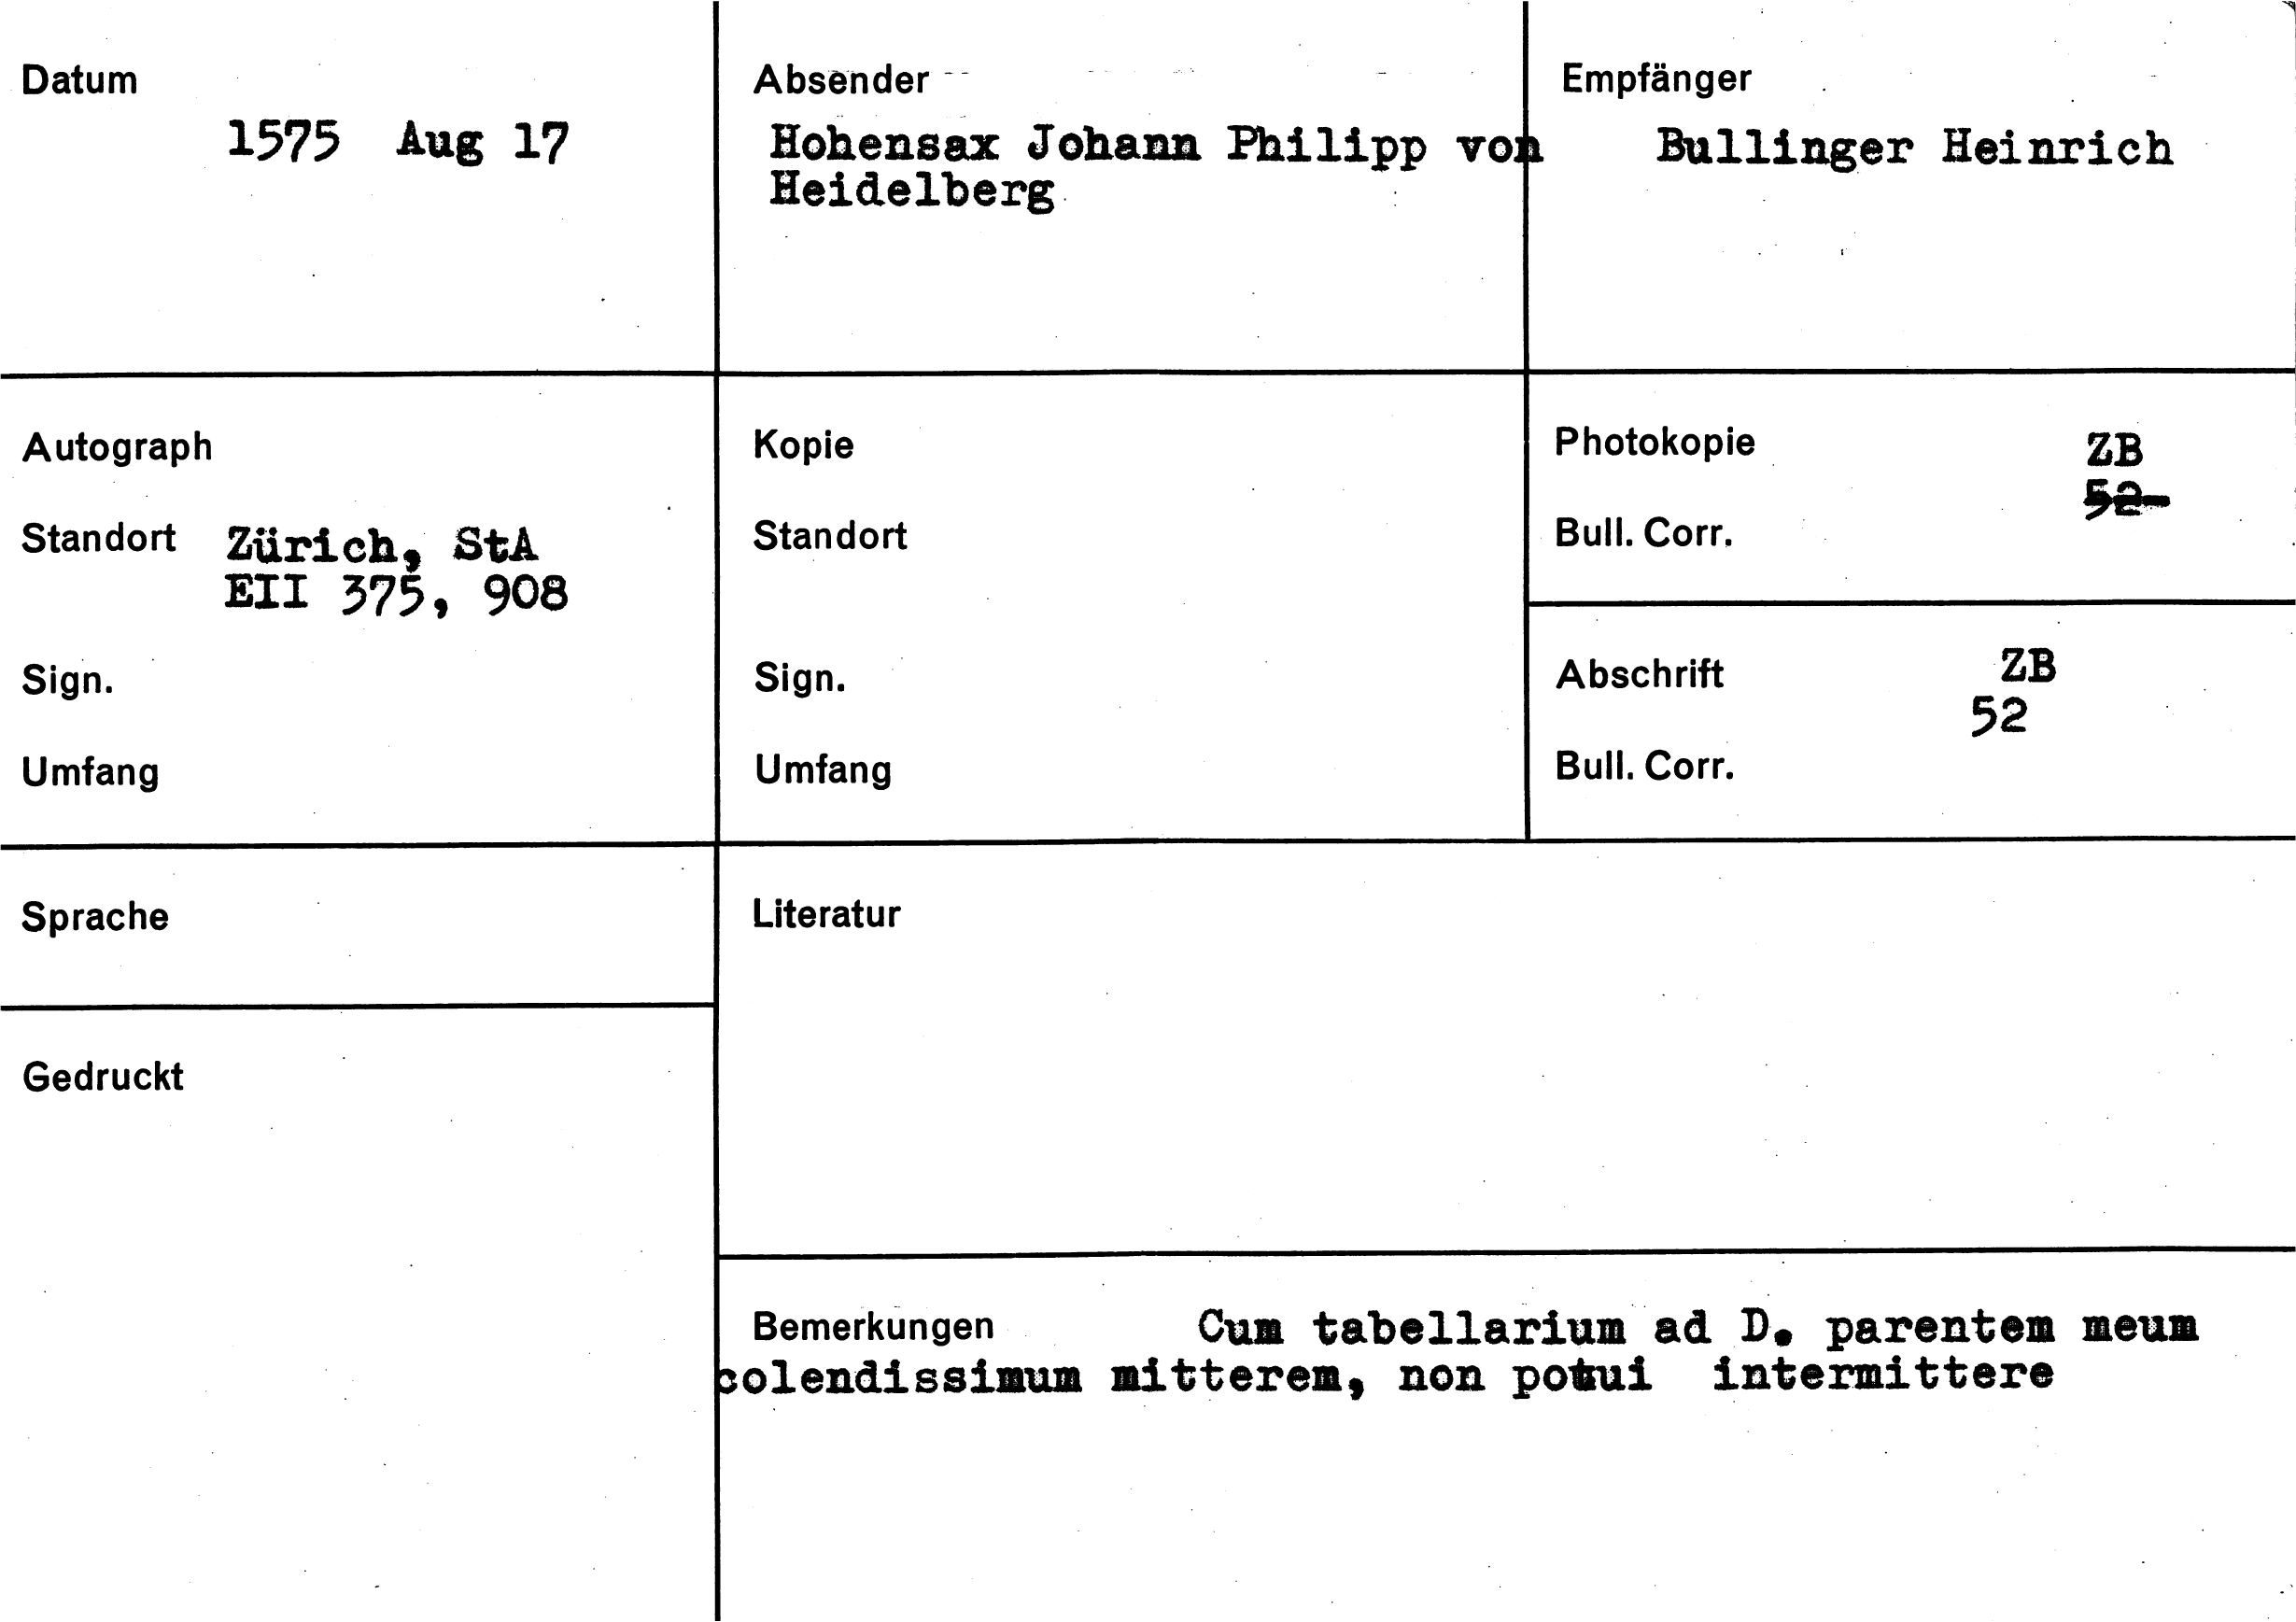 Datum
1575 Aug 17
Absender
Hohensax Johann Philipp von
Heidelberg
Empfänger
Bullinger Heinrich
Autograph
Standort Zürich, StA
EII 375, 908
Sign.
Umfang
Kopie
Standort
Sign.
Umfang
Photokopie ZB
52
Bull. Corr.
Abschrift ZB
52
Bull. Corr.
Sprache
Gedruckt
Literatur
Bemerkungen Cum tabellarium ad D. parentem meum
colendissimum mitterem, non potui intermittere